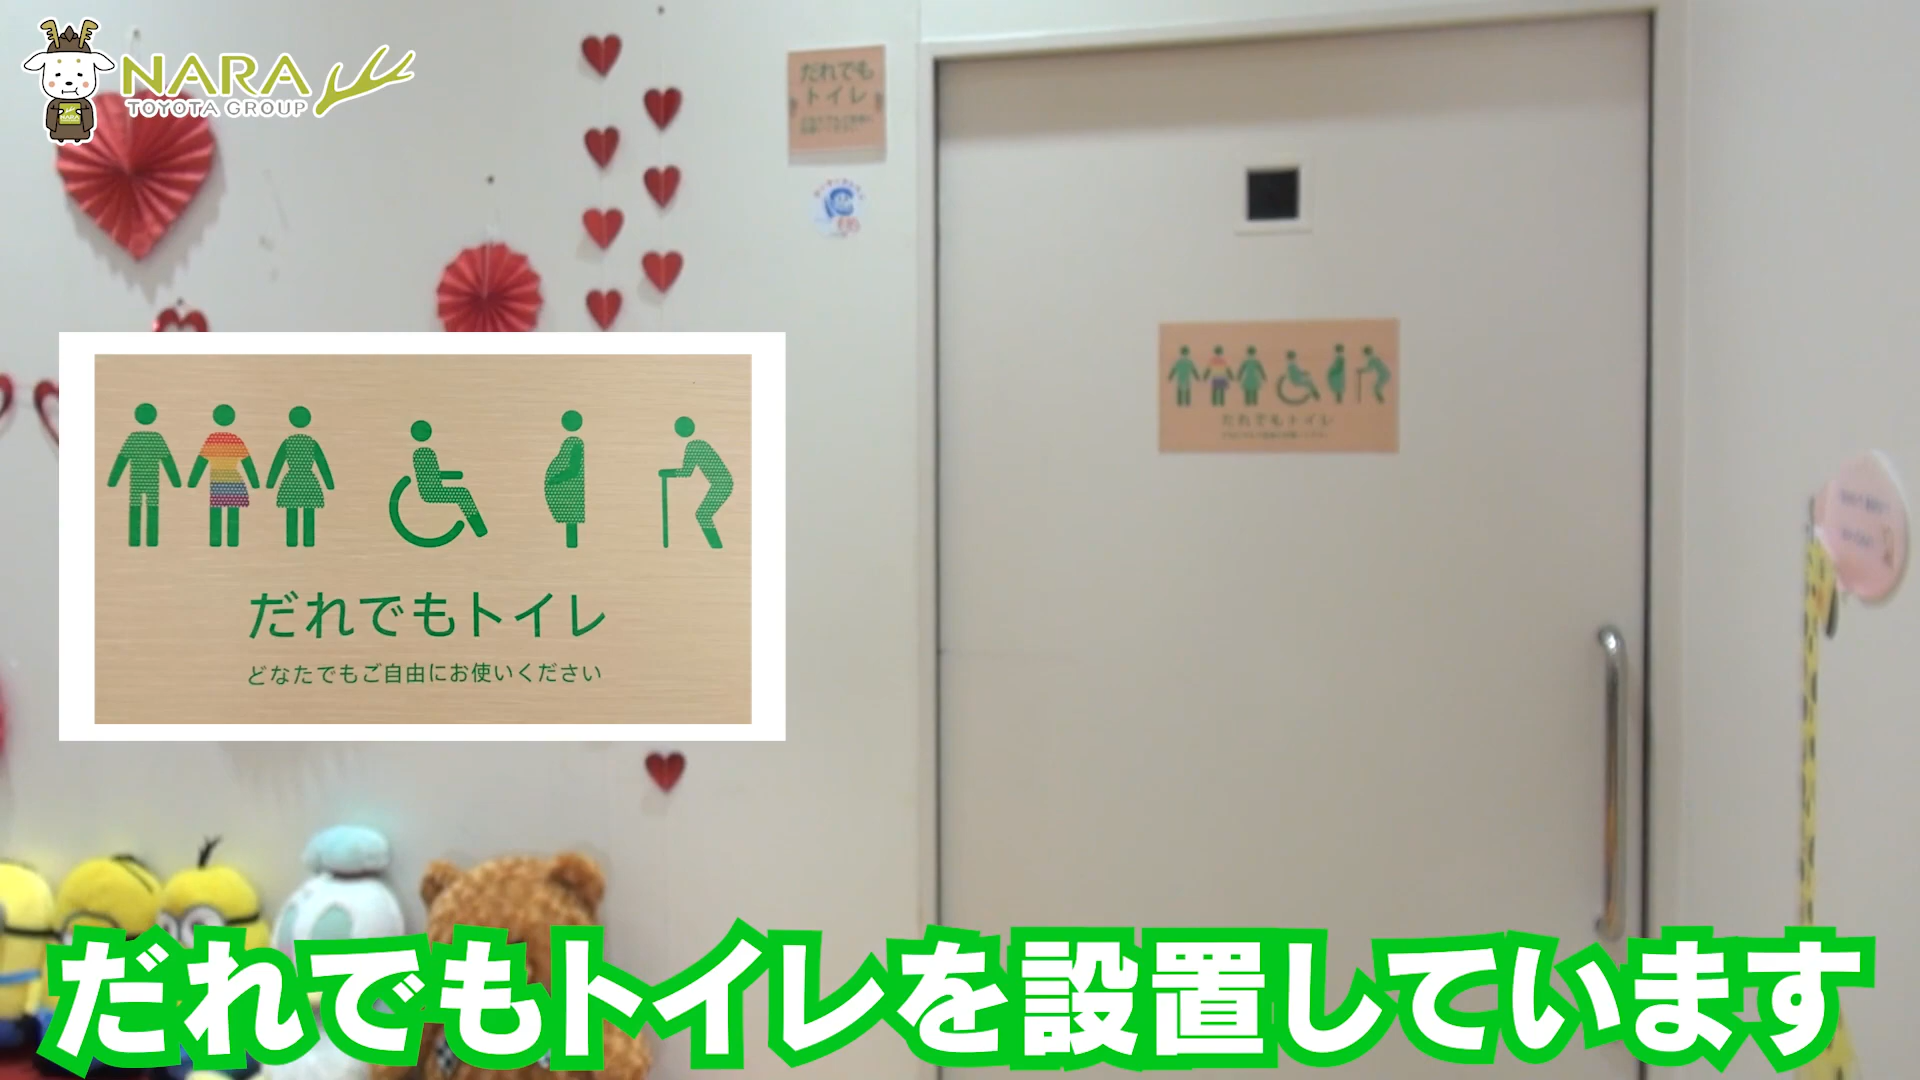 NARA
TOYOTA GROUP
だれでも
トイレ
だれでもトイレ
だれでもトイレ
どなたでもご自由にお使いください
だれでもトイレを設置しています